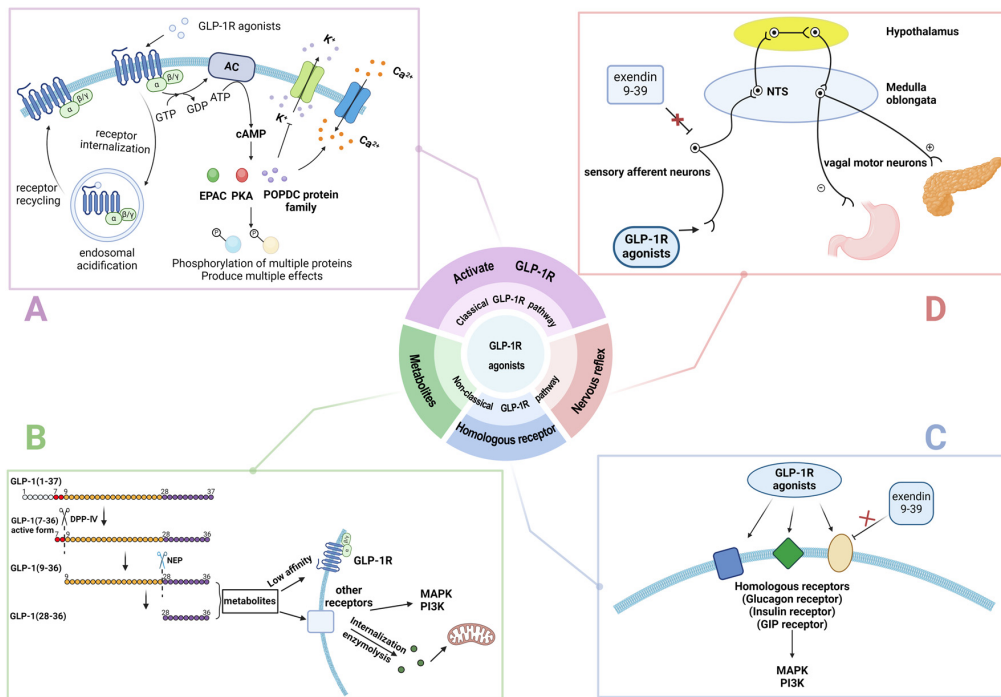 GLP-1R agonists
K⁺
Ca²⁺
β/γ
α
β/γ
α
AC
GTP
GDP
ATP
K⁺
Ca²⁺
cAMP
receptor
internalization
receptor
recycling
β/γ
α
endosomal
acidification
EPAC PKA
POPDC protein
family
P
P
Phosphorylation of multiple proteins
Produce multiple effects
A
Hypothalamus
exendin
9-39
NTS
Medulla
oblongata
sensory afferent neurons
vagal motor neurons
+
−
GLP-1R
agonists
D
Activate GLP-1R
Classical GLP-1R pathway
GLP-1R
agonists
Metabolites
Non-classical GLP-1R pathway
Nervous reflex
Homologous receptor
B
GLP-1(1-37)
1 7 9 28 37
GLP-1(7-36)
active form
DPP-IV
7 9 28 36
NEP
GLP-1(9-36)
9 28 36
GLP-1(28-36)
28 36
metabolites
Low affinity
α
β/γ
GLP-1R
other
receptors
MAPK
PI3K
Internalization
enzymolysis
C
GLP-1R
agonists
exendin
9-39
Homologous receptors
(Glucagon receptor)
(Insulin receptor)
(GIP receptor)
MAPK
PI3K